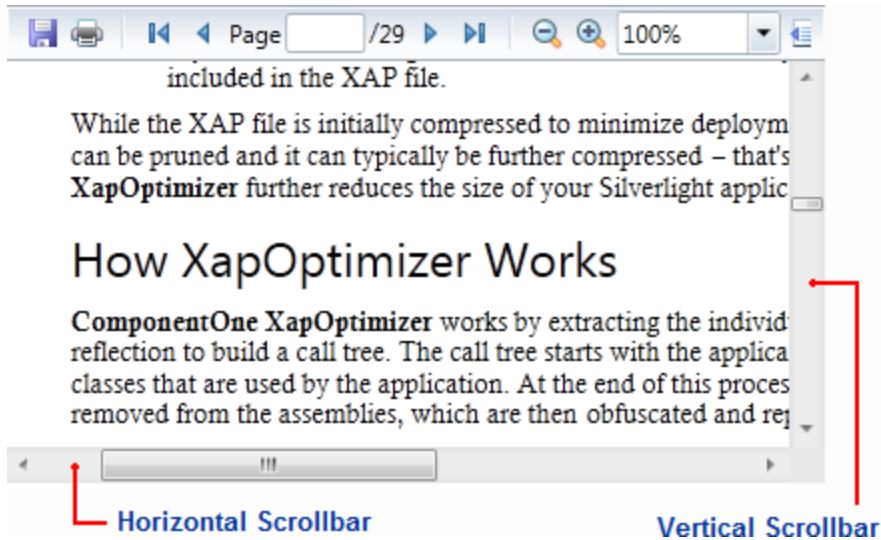 Page /29 100%
included in the XAP file.
While the XAP file is initially compressed to minimize deploym
can be pruned and it can typically be further compressed – that's
XapOptimizer further reduces the size of your Silverlight applic
How XapOptimizer Works
ComponentOne XapOptimizer works by extracting the individ
reflection to build a call tree. The call tree starts with the applica
classes that are used by the application. At the end of this proces
removed from the assemblies, which are then obfuscated and rep
Horizontal Scrollbar
Vertical Scrollbar